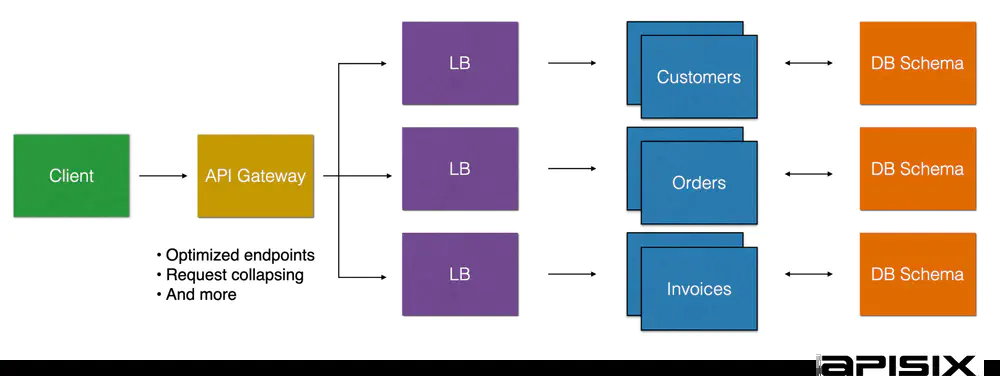 LB
Customers
DB Schema
Client
API Gateway
LB
Orders
DB Schema
• Optimized endpoints
• Request collapsing
• And more
LB
Invoices
DB Schema
APISIX